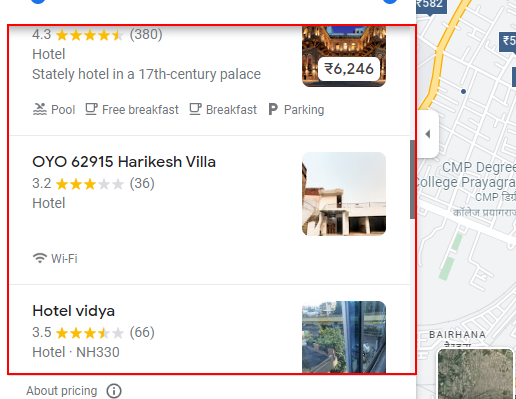 ₹582
4.3 (380)
Hotel
Stately hotel in a 17th-century palace
₹6,246
Pool Free breakfast Breakfast Parking
OYO 62915 Harikesh Villa
3.2 (36)
Hotel
Wi-Fi
Hotel vidya
3.5 (66)
Hotel · NH330
About pricing
₹5
CMP Degree
College Prayagra
CMP डिग्र
कॉलेज प्रयागराज
BAIRHANA